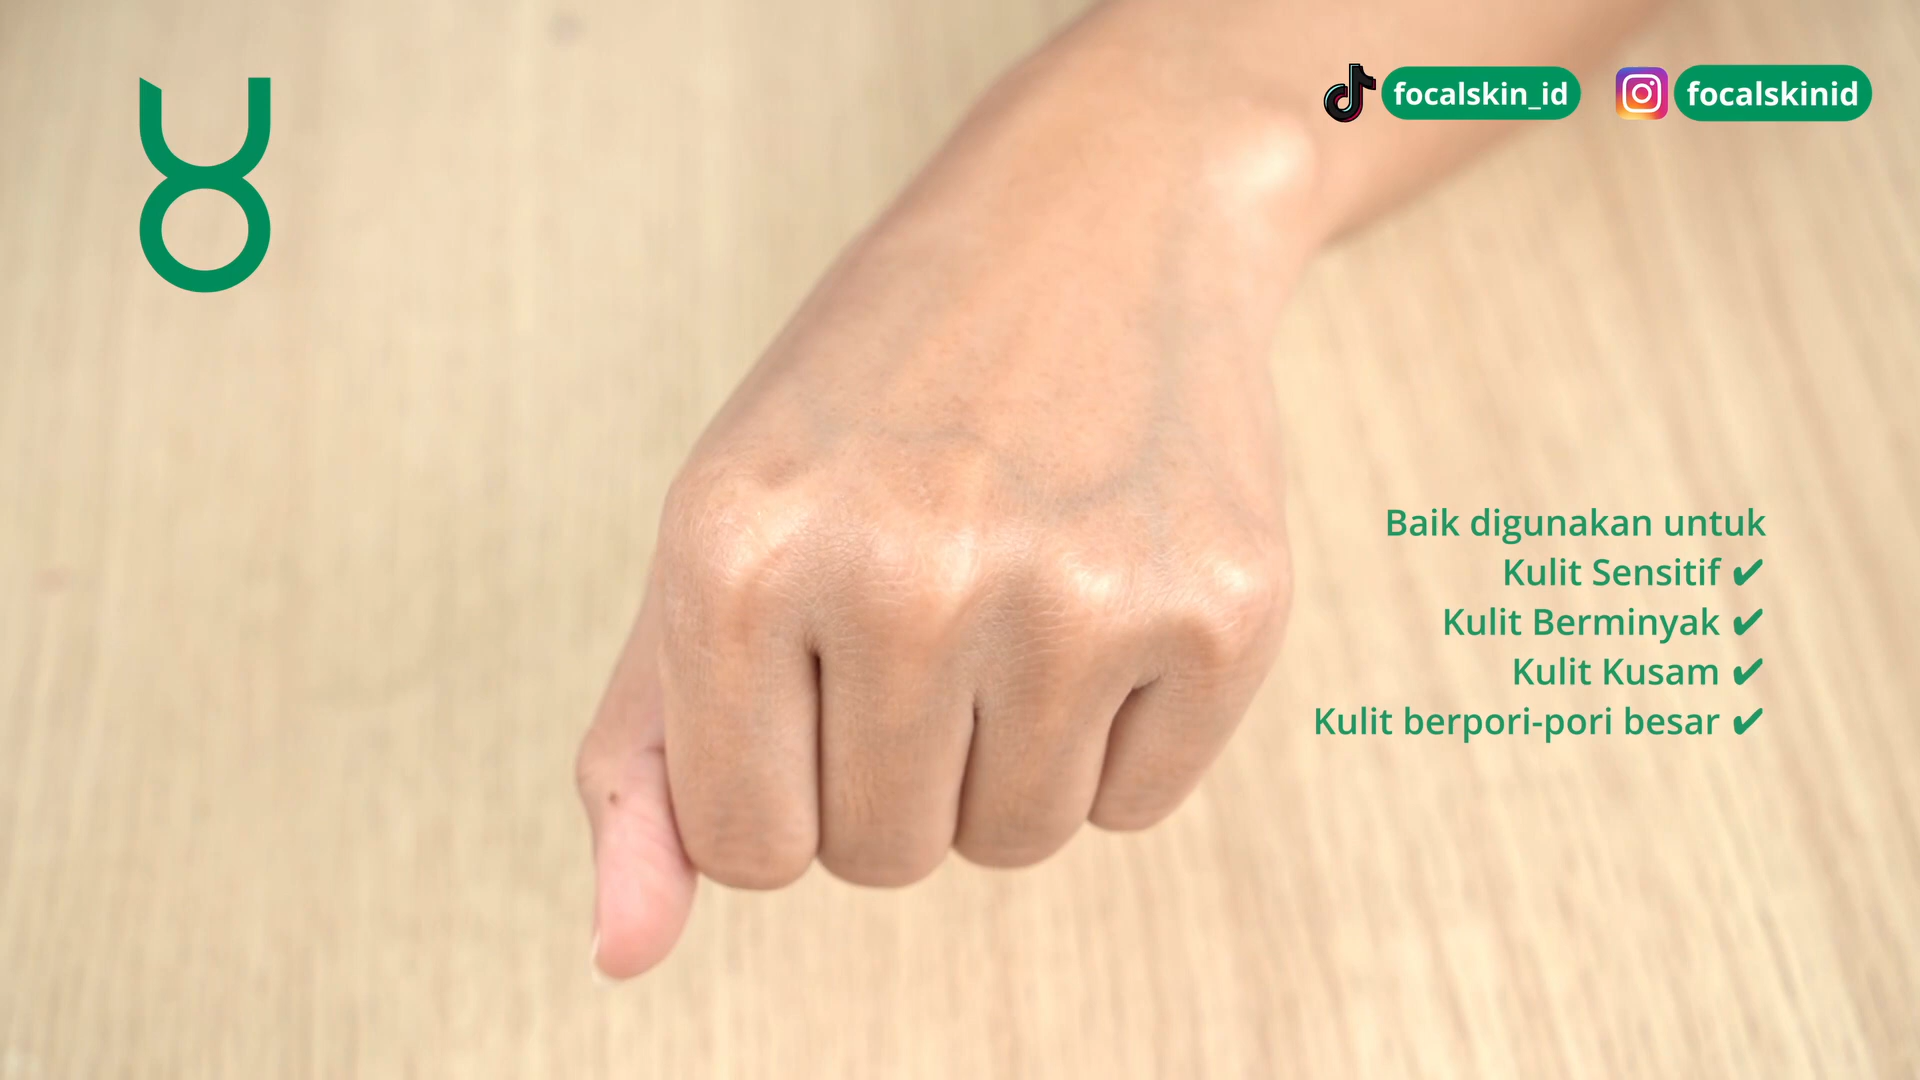 focalskin_id
focalskinid
Baik digunakan untuk
Kulit Sensitif ✔
Kulit Berminyak ✔
Kulit Kusam ✔
Kulit berpori-pori besar ✔